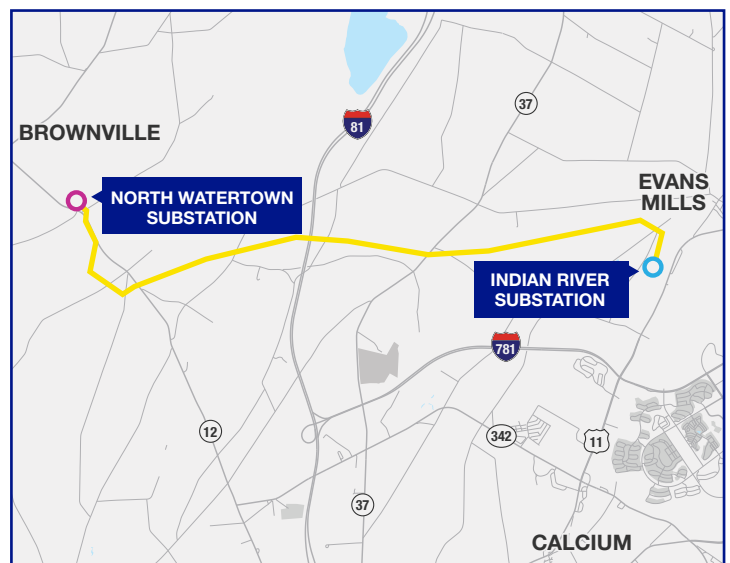 37
81
BROWNVILLE
EVANS
MILLS
NORTH WATERTOWN
SUBSTATION
INDIAN RIVER
SUBSTATION
781
12
342
11
37
CALCIUM